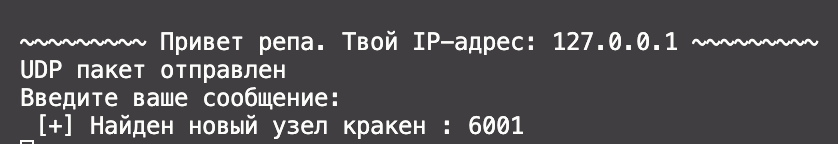 ~~~~~~~~~ Привет репа. Твой IP-адрес: 127.0.0.1 ~~~~~~~~~
UDP пакет отправлен
Введите ваше сообщение:
[+] Найден новый узел кракен : 6001